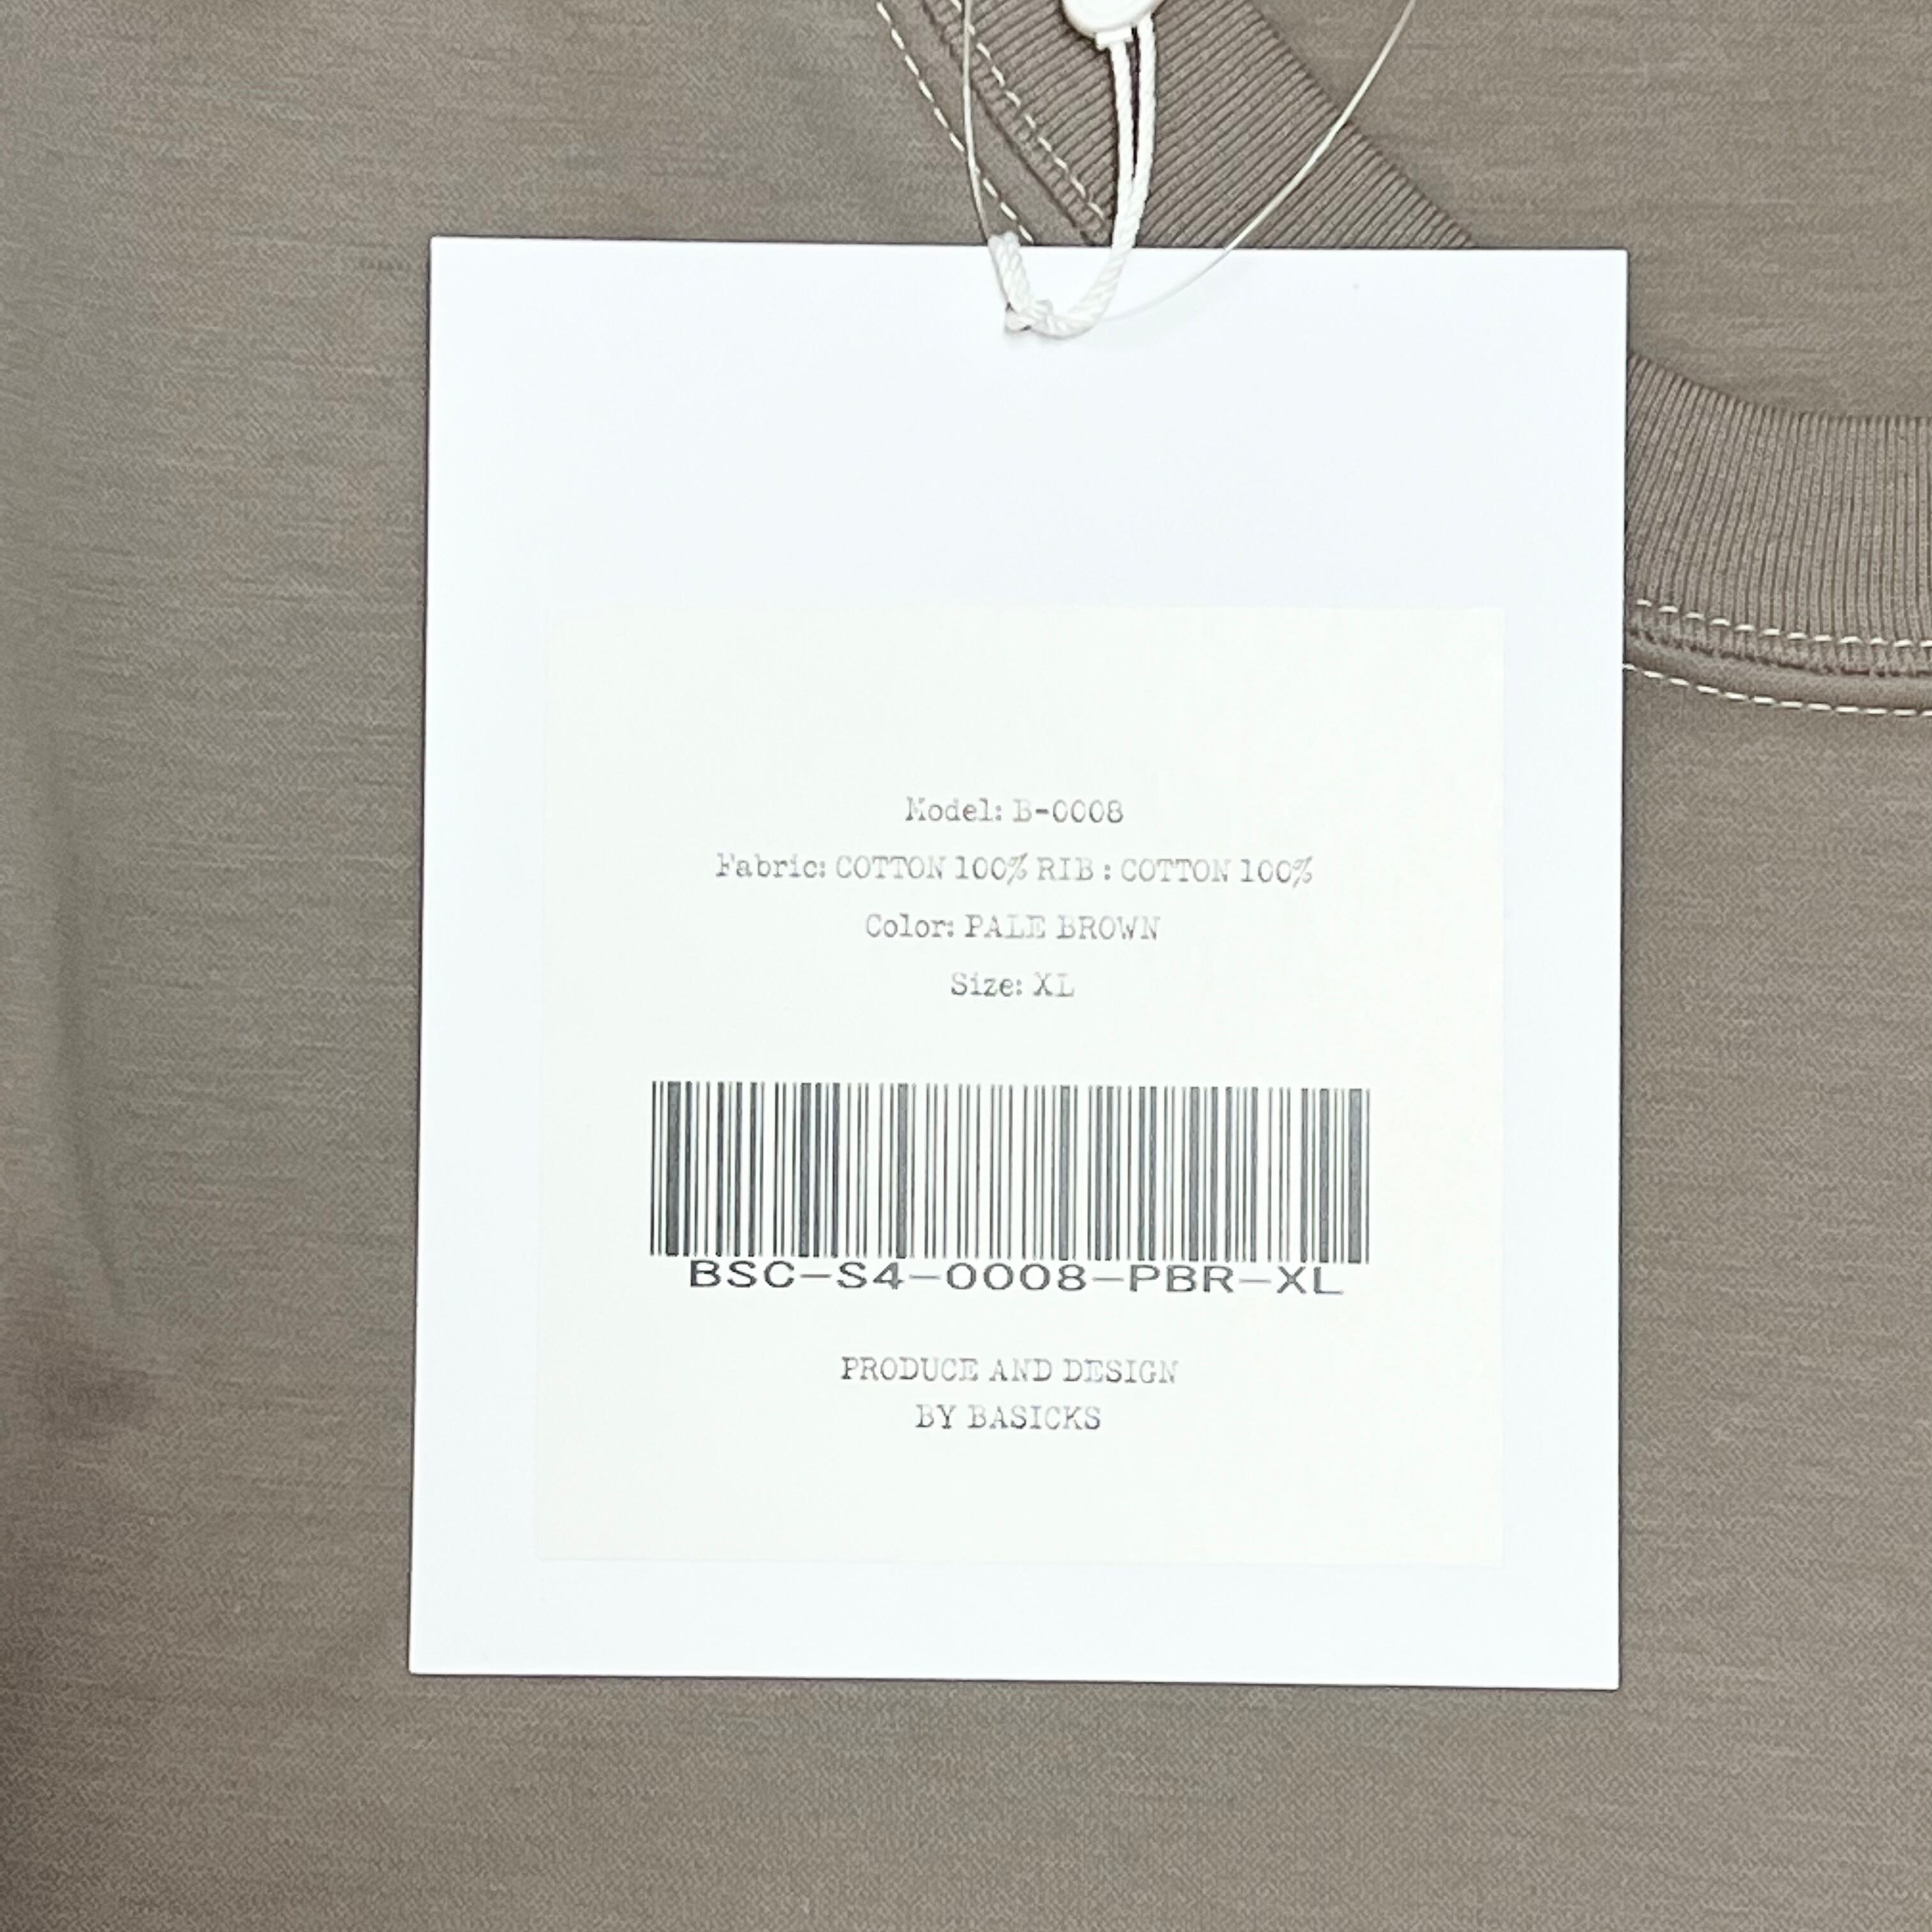 Model: B-0008
Fabric: COTTON 100% RIB : COTTON 100%
Color: PALE BROWN
Size: XL
BSC-S4-0008-PBR-XL
PRODUCE AND DESIGN
BY BASICKS